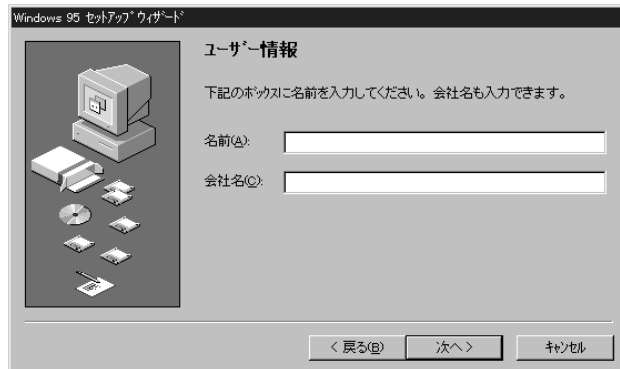 Windows 95 ｾｯﾄｱｯﾌﾟ ｳｨｻﾞｰﾄﾞ
ﾕｰｻﾞｰ情報
下記のﾎﾞｯｸｽに名前を入力してください。会社名も入力できます。
名前(A):
会社名(C):
< 戻る(B)
次へ >
ｷｬﾝｾﾙ